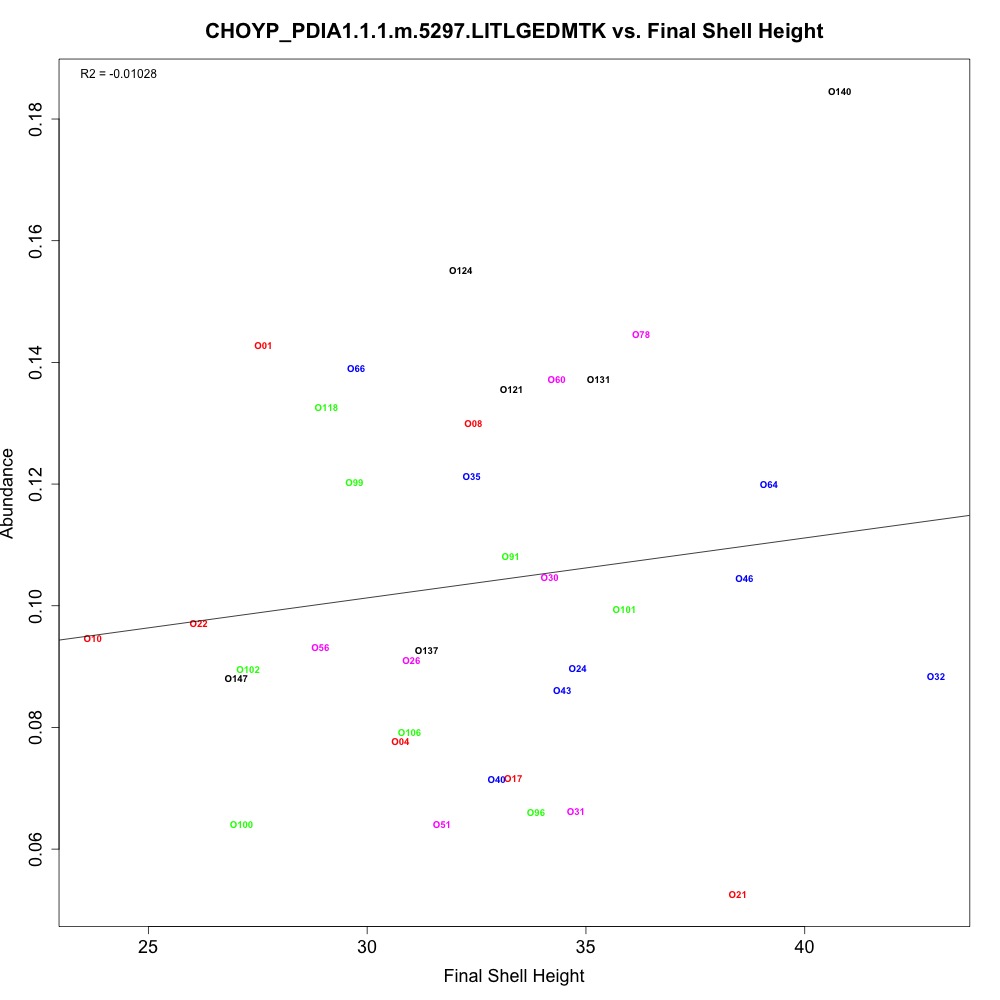 CHOYP_PDIA1.1.1.m.5297.LITLGEDMTK vs. Final Shell Height
R2 = -0.01028
O140
0.18
0.16
O124
O78
O01
0.14
O66
O60
O131
O121
O118
O08
O35
0.12
O99
O64
Abundance
O91
O30
O46
0.10
O101
O22
O10
O56
O137
O26
O102
O24
O147
O32
O43
0.08
O106
O04
O40
O17
O96
O31
O100
O51
0.06
O21
25
30
35
40
Final Shell Height